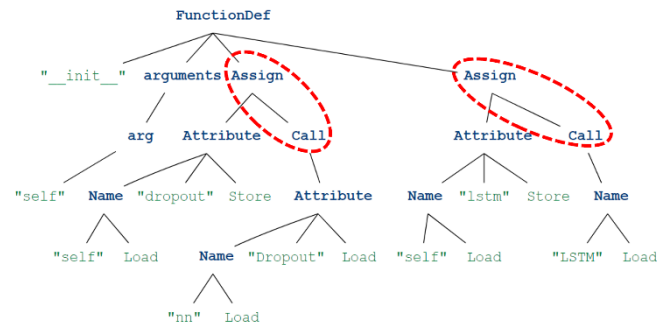 FunctionDef
"__init__" arguments Assign Assign
arg Attribute Call Attribute Call
"self" Name "dropout" Store Attribute Name "lstm" Store Name
"self" Load Name "Dropout" Load "self" Load "LSTM" Load
"nn" Load